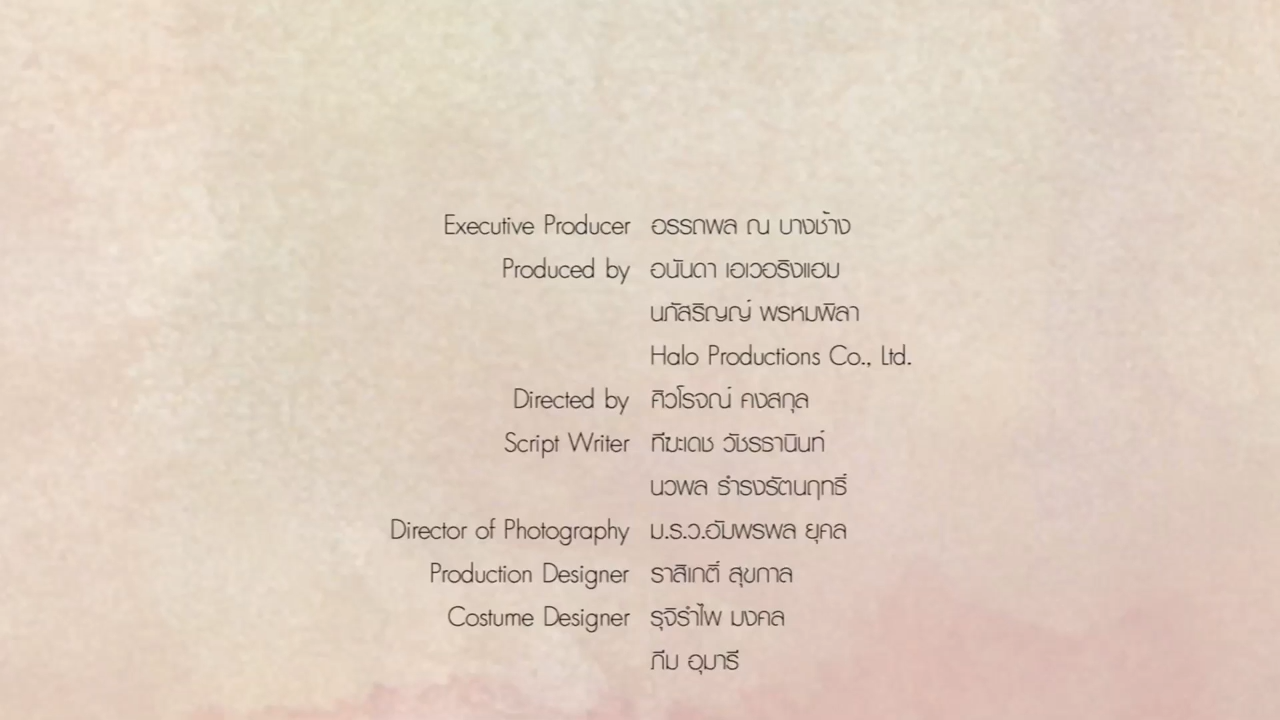 Executive Producer อรรถพล ณ บางช้าง
Produced by อนันดา เอเวอริงแฮม
นภัสริญญ์ พรหมพิลา
Halo Productions Co., Ltd.
Directed by ศิวโรจณ์ คงสกุล
Script Writer ทีฆะเดช วัชรธานินท์
นวพล ธำรงรัตนฤทธิ์
Director of Photography ม.ร.ว.อัมพรพล ยุคล
Production Designer ราสิเกติ์ สุขกาล
Costume Designer รุจิรำไพ มงคล
ภีม อุมารี